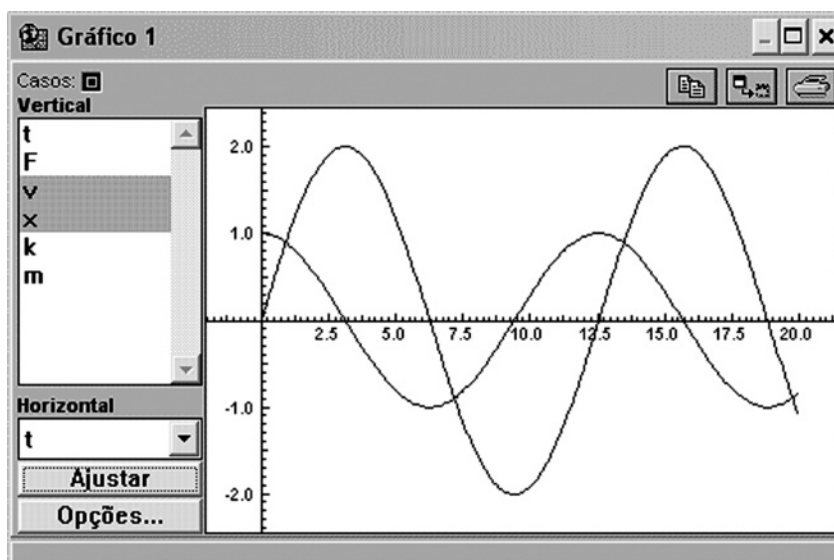 Gráfico 1
Casos:
Vertical
t
F
v
x
k
m
Horizontal
t
Ajustar
Opções...
2.0
1.0
-1.0
-2.0
2.5 5.0 7.5 10.0 12.5 15.0 17.5 20.0